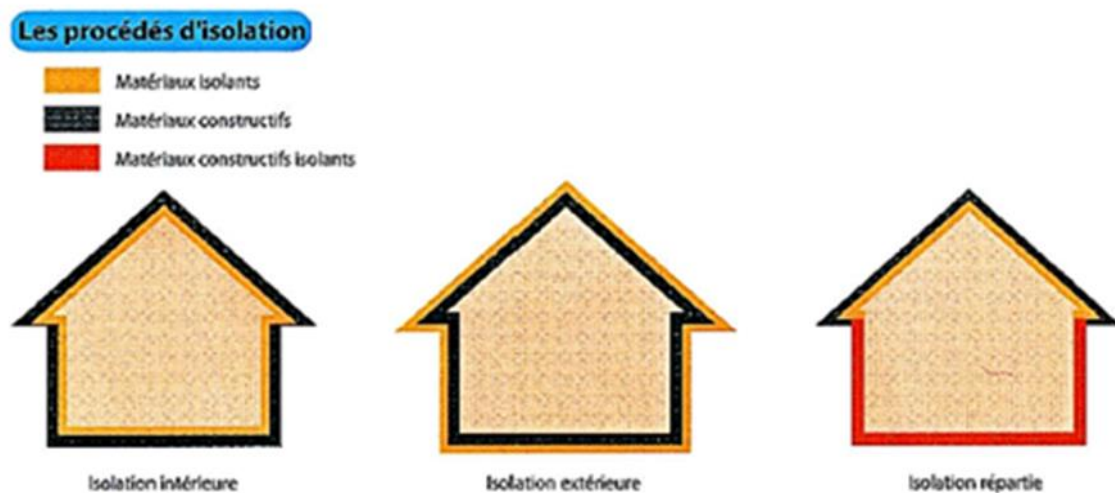 Les procédés d'isolation
Matériaux isolants
Matériaux constructifs
Matériaux constructifs isolants
Isolation intérieure
Isolation extérieure
Isolation répartie